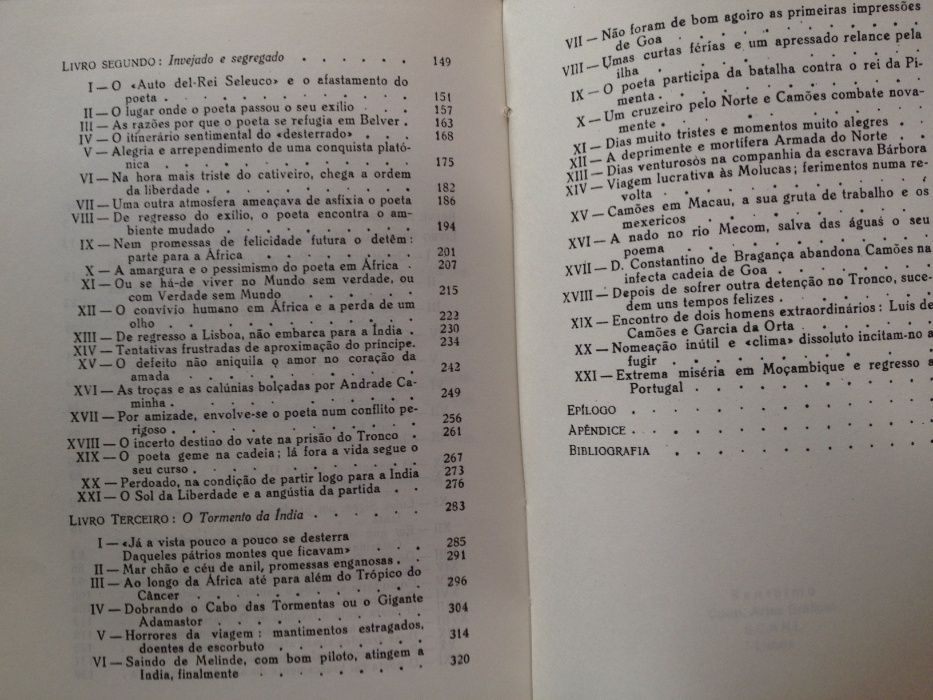 LIVRO SEGUNDO: Invejado e segregado . . . . . . 149
I — O «Auto del-Rei Seleuco» e o afastamento do
poeta . . . . . . . . . . . 151
II — O lugar onde o poeta passou o seu exílio . . . 157
III — As razões por que o poeta se refugia em Belver . 163
IV — O itinerário sentimental do «desterrado» . . . 168
V — Alegria e arrependimento de uma conquista plató-
nica . . . . . . . . . . . 175
VI — Na hora mais triste do cativeiro, chega a ordem
da liberdade . . . . . . . . . 182
VII — Uma outra atmosfera ameaçava de asfixia o poeta 186
VIII — De regresso do exílio, o poeta encontra o am-
biente mudado . . . . . . . . 194
IX — Nem promessas de felicidade futura o detêm:
parte para a África . . . . . . . 201
X — A amargura e o pessimismo do poeta em África . 207
XI — Ou se há-de viver no Mundo sem verdade, ou
com Verdade sem Mundo . . . . . 215
XII — O convívio humano em África e a perda de um
olho . . . . . . . . . . . 223
XIII — De regresso a Lisboa, não embarca para a Índia . 230
XIV — Tentativas frustradas de aproximação do príncipe. 234
XV — O defeito não aniquila o amor no coração da
amada . . . . . . . . . . 242
XVI — As troças e as calúnias bolçadas por Andrade Ca-
minha . . . . . . . . . . 249
XVII — Por amizade, envolve-se o poeta num conflito pe-
rigoso . . . . . . . . . . 256
XVIII — O incerto destino do vate na prisão do Tronco . 261
XIX — O poeta geme na cadeia; lá fora a vida segue o
seu curso . . . . . . . . . 267
XX — Perdoado, na condição de partir logo para a Índia 273
XXI — O Sol da Liberdade e a angústia da partida . . 276
LIVRO TERCEIRO: O Tormento da Índia . . . . . . 283
I — «Já a vista pouco a pouco se desterra
Daqueles pátrios montes que ficavam» . . . 285
II — Mar chão e céu de anil, promessas enganosas . . 291
III — Ao longo da África até para além do Trópico do
Câncer . . . . . . . . . . 296
IV — Dobrando o Cabo das Tormentas ou o Gigante
Adamastor . . . . . . . . . 304
V — Horrores da viagem: mantimentos estragados,
doentes de escorbuto . . . . . . . 314
VI — Saindo de Melinde, com bom piloto, atingem a
Índia, finalmente . . . . . . . 320
VII — Não foram de bom agoiro as primeiras impressões
de Goa . . . . . . . . . .
VIII — Umas curtas férias e um apressado relance pela
ilha . . . . . . . . . . .
IX — O poeta participa da batalha contra o rei da Pi-
menta . . . . . . . . . .
X — Um cruzeiro pelo Norte e Camões combate nova-
mente . . . . . . . . . .
XI — Dias muito tristes e momentos muito alegres . .
XII — A deprimente e mortífera Armada do Norte . .
XIII — Dias venturosos na companhia da escrava Bárbora
XIV — Viagem lucrativa às Molucas; ferimentos numa re-
volta . . . . . . . . . .
XV — Camões em Macau, a sua gruta de trabalho e os
mexericos . . . . . . . . .
XVI — A nado no rio Mecom, salva das águas o seu
poema . . . . . . . . . .
XVII — D. Constantino de Bragança abandona Camões na
infecta cadeia de Goa . . . . . . .
XVIII — Depois de sofrer outra detenção no Tronco, suce-
dem uns tempos felizes . . . . . . .
XIX — Encontro de dois homens extraordinários: Luís de
Camões e Garcia da Orta . . . . . .
XX — Nomeação inútil e «clima» dissoluto incitam-no a
fugir . . . . . . . . . .
XXI — Extrema miséria em Moçambique e regresso a
Portugal . . . . . . . . .
EPÍLOGO . . . . . . . . . . .
APÊNDICE . . . . . . . . . . .
BIBLIOGRAFIA . . . . . . . . . .